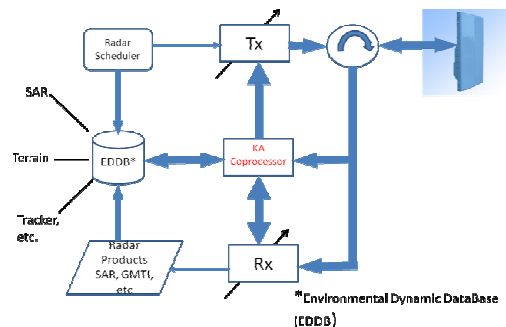 Radar
Scheduler
Tx
SAR
Terrain
EDDB*
KA
Coprocessor
Tracker,
etc.
Radar
Products
SAR, GMTI,
etc
Rx
*Environmental Dynamic DataBase
(EDDB)